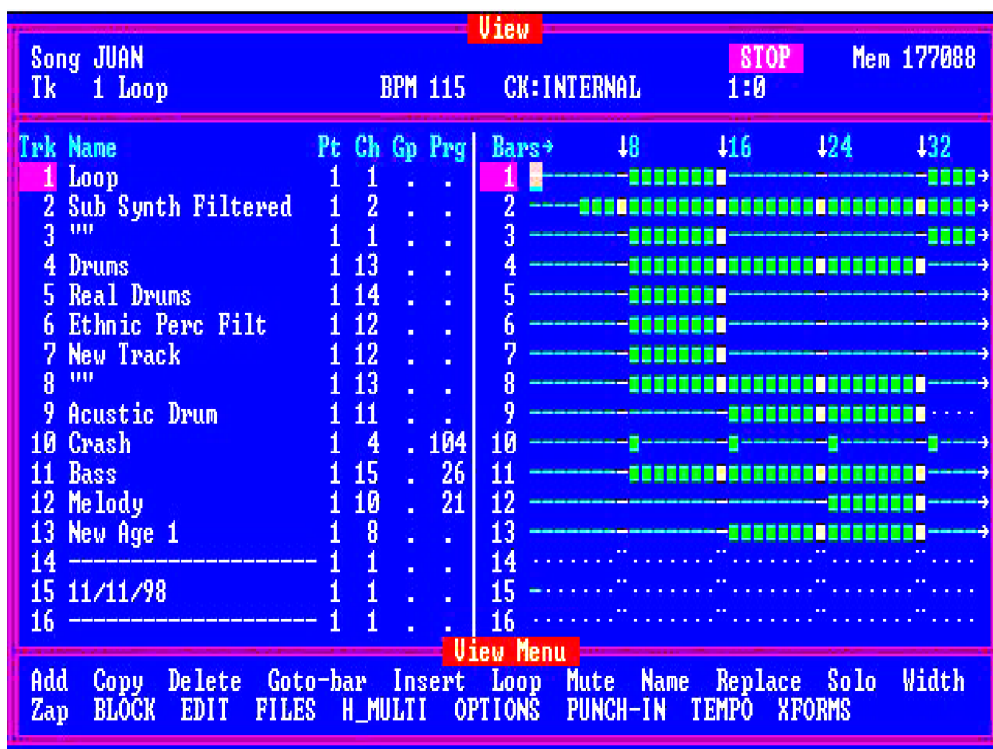 View
Song JUAN STOP Mem 177088
Tk 1 Loop BPM 115 CK:INTERNAL 1:0
Trk Name Pt Ch Gp Prg Bars→ ↓8 ↓16 ↓24 ↓32
1 Loop 1 1 . . 1
2 Sub Synth Filtered 1 2 . . 2
3 "" 1 1 . . 3
4 Drums 1 13 . . 4
5 Real Drums 1 14 . . 5
6 Ethnic Perc Filt 1 12 . . 6
7 New Track 1 12 . . 7
8 "" 1 13 . . 8
9 Acustic Drum 1 11 . . 9
10 Crash 1 4 . 104 10
11 Bass 1 15 . 26 11
12 Melody 1 10 . 21 12
13 New Age 1 1 8 . . 13
14 -------------------- 1 1 . . 14
15 11/11/98 1 1 . . 15
16 -------------------- 1 1 . . 16
View Menu
Add Copy Delete Goto-bar Insert Loop Mute Name Replace Solo Width
Zap BLOCK EDIT FILES H_MULTI OPTIONS PUNCH-IN TEMPO XFORMS